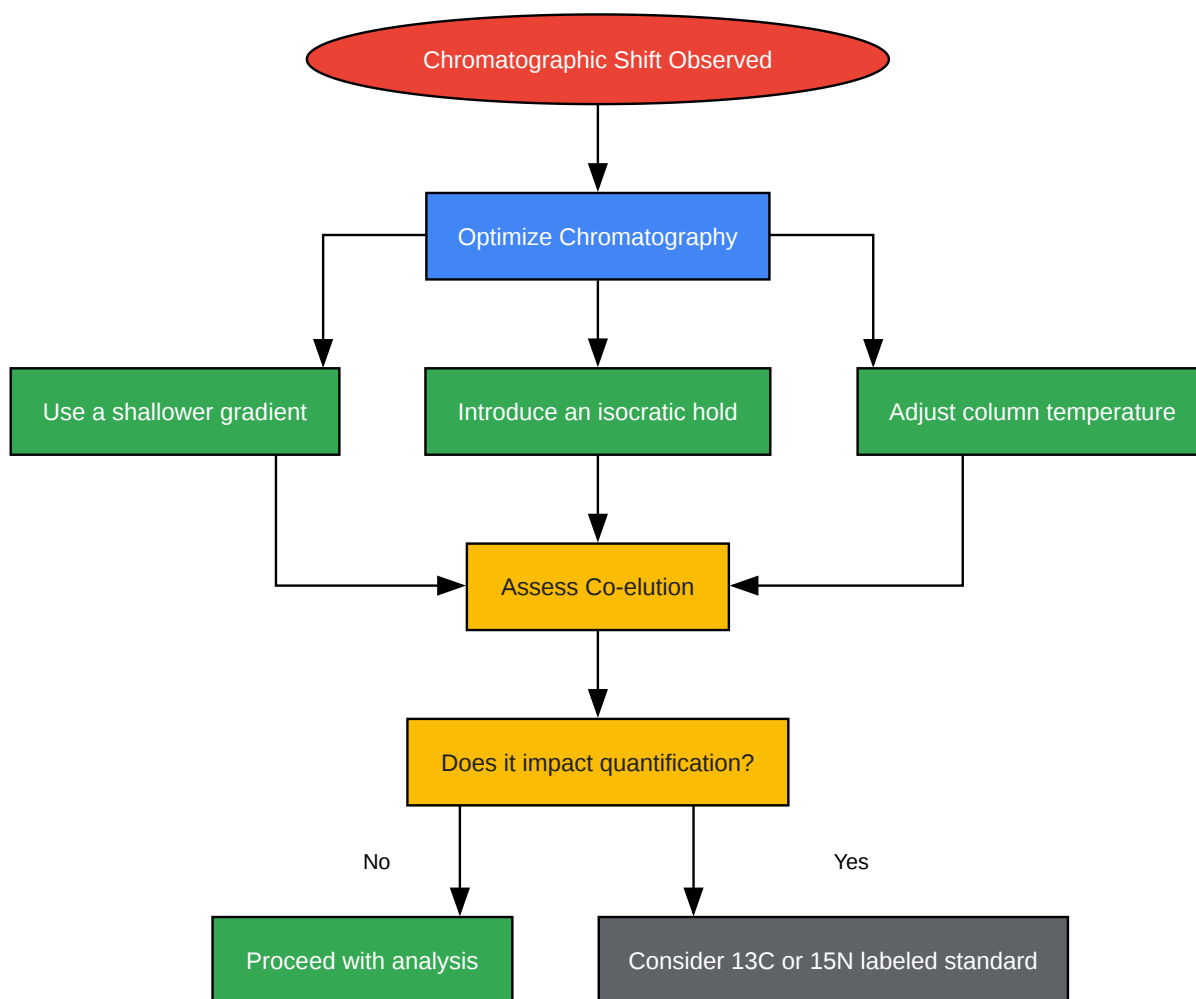 Chromatographic Shift Observed
Optimize Chromatography
Use a shallower gradient
Introduce an isocratic hold
Adjust column temperature
Assess Co-elution
Does it impact quantification?
No
Yes
Proceed with analysis
Consider 13C or 15N labeled standard